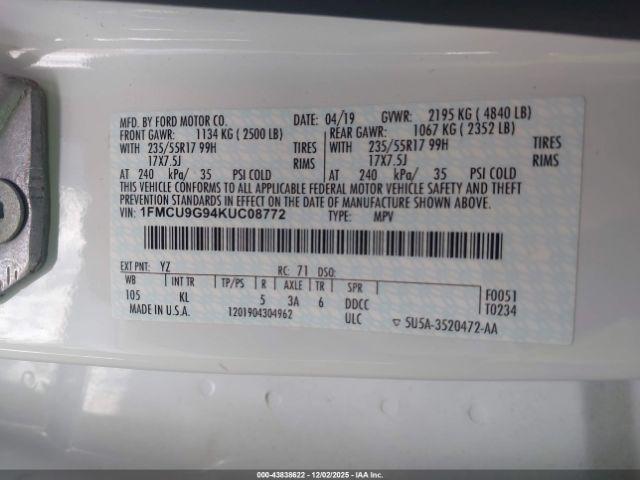 MFD. BY FORD MOTOR CO. DATE: 04/19 GVWR: 2195 KG ( 4840 LB)
FRONT GAWR: 1134 KG ( 2500 LB) REAR GAWR: 1067 KG ( 2352 LB)
WITH 235/55R17 99H TIRES WITH 235/55R17 99H TIRES
17X7.5J RIMS 17X7.5J RIMS
AT 240 kPa/ 35 PSI COLD AT 240 kPa/ 35 PSI COLD
THIS VEHICLE CONFORMS TO ALL APPLICABLE FEDERAL MOTOR VEHICLE SAFETY AND THEFT
PREVENTION STANDARDS IN EFFECT ON THE DATE OF MANUFACTURE SHOWN ABOVE.
VIN: 1FMCU9G94KUC08772 TYPE: MPV
EXT PNT: YZ RC: 71 DSO:
WB INT TR TP/PS R AXLE TR SPR F0051
105 KL 5 3A 6 DDCC T0234
MADE IN U.S.A. 1201904304962 ULC ▽ 5U5A-3520472-AA
000-43838622 - 12/02/2025 - IAAI.COM